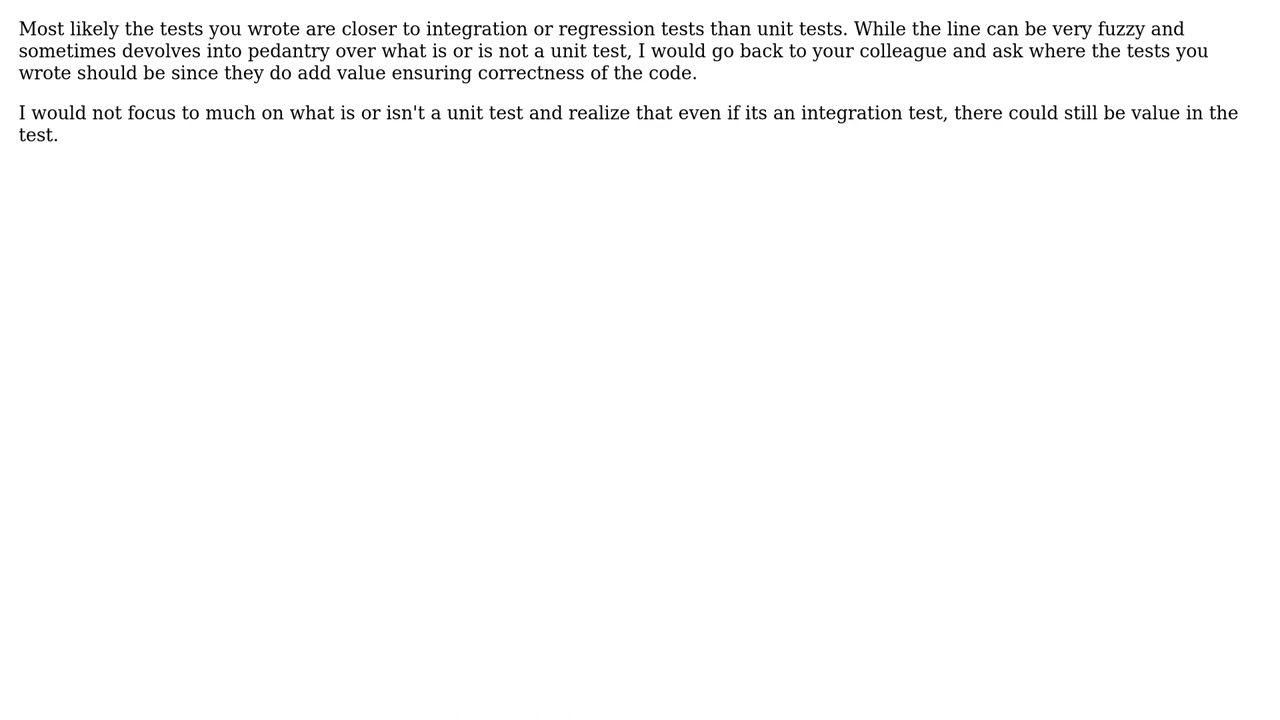 Most likely the tests you wrote are closer to integration or regression tests than unit tests. While the line can be very fuzzy and
sometimes devolves into pedantry over what is or is not a unit test, I would go back to your colleague and ask where the tests you
wrote should be since they do add value ensuring correctness of the code.
I would not focus to much on what is or isn't a unit test and realize that even if its an integration test, there could still be value in the
test.